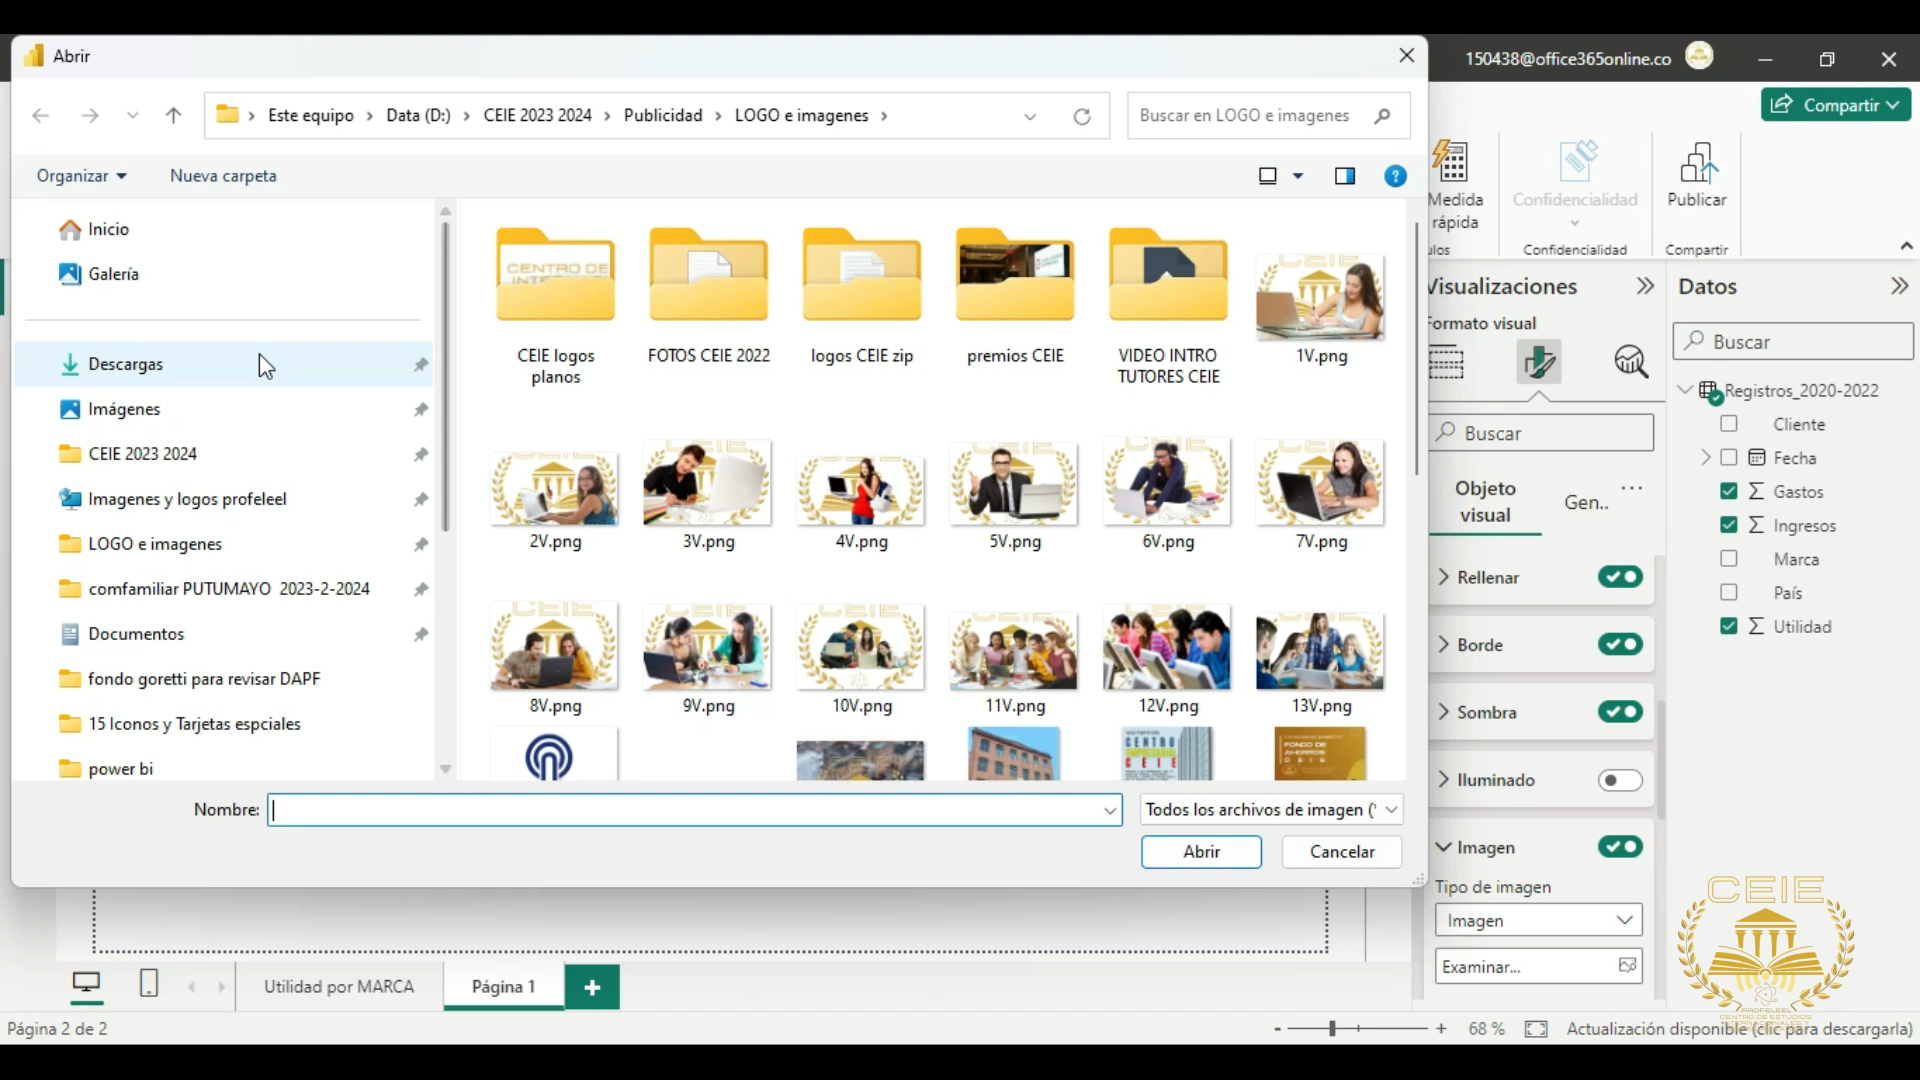 Abrir
150438@office365online.co
Este equipo
Data (D:)
CEIE 2023 2024
Publicidad
LOGO e imagenes
Buscar en LOGO e imagenes
Compartir
Organizar
Nueva carpeta
Medida
rápida
Confidencialidad
Publicar
Confidencialidad
Compartir
Inicio
Galería
Descargas
Imágenes
CEIE 2023 2024
Imagenes y logos profeleel
LOGO e imagenes
comfamiliar PUTUMAYO 2023-2-2024
Documentos
fondo goretti para revisar DAPF
15 Iconos y Tarjetas espciales
power bi
CEIE logos
planos
FOTOS CEIE 2022
logos CEIE zip
premios CEIE
VIDEO INTRO
TUTORES CEIE
1V.png
2V.png
3V.png
4V.png
5V.png
6V.png
7V.png
8V.png
9V.png
10V.png
11V.png
12V.png
13V.png
CENTRO
EMPRESARIAL
CEIE
FONDO DE
AHORROS
CEIE
Nombre:
Todos los archivos de imagen (*
Abrir
Cancelar
Visualizaciones
Formato visual
Buscar
Objeto
visual
Gen..
Rellenar
Borde
Sombra
Iluminado
Imagen
Tipo de imagen
Imagen
Examinar...
Datos
Buscar
Registros_2020-2022
Cliente
Fecha
Gastos
Ingresos
Marca
País
Utilidad
CEIE
Utilidad por MARCA
Página 1
Página 2 de 2
68 %
Actualización disponible (clic para descargarla)